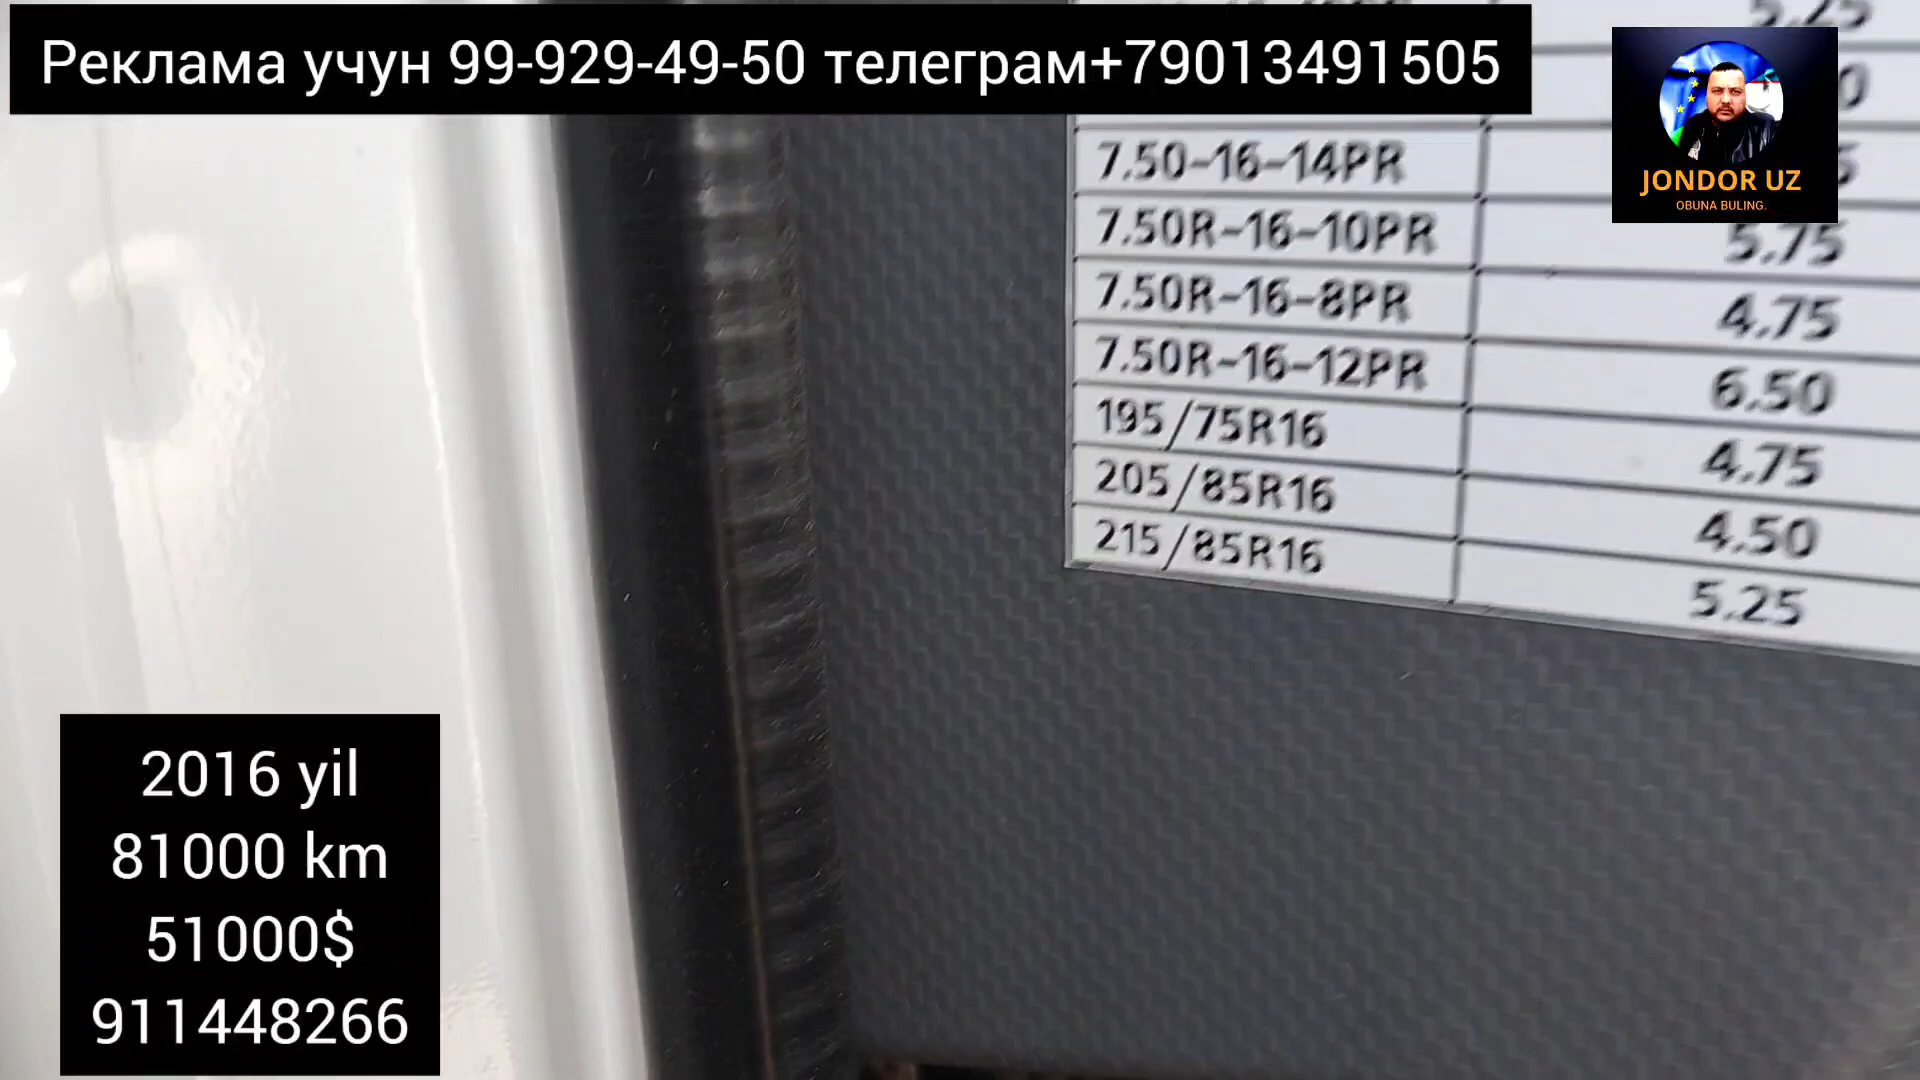 Реклама учун 99-929-49-50 телеграм+79013491505
5.25
JONDOR UZ
OBUNA BULING.
7.50-16-14PR
7.50R-16-10PR 5.75
7.50R-16-8PR 4.75
7.50R-16-12PR 6.50
195/75R16 4.75
205/85R16 4.50
215/85R16 5.25
2016 yil
81000 km
51000$
911448266